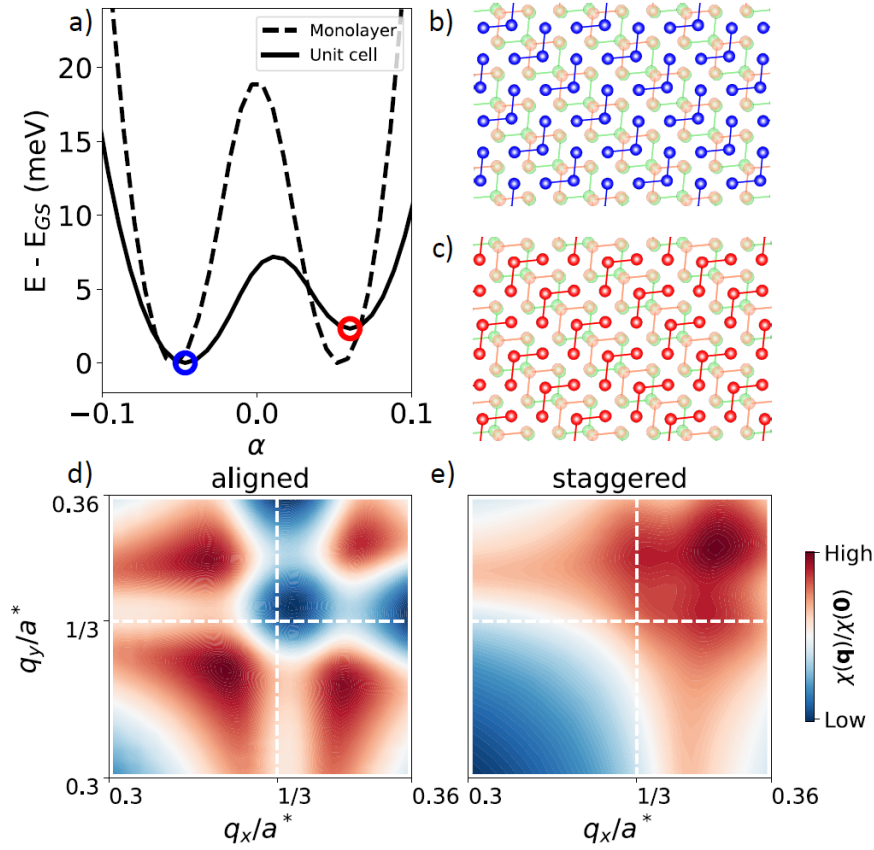 a)
Monolayer
Unit cell
20
15
10
5
0
E - E_GS (meV)
−0.1
0.0
0.1
α
b)
c)
d)
aligned
0.36
1/3
0.3
q_y/a*
0.3
1/3
0.36
q_x/a*
e)
staggered
0.3
1/3
0.36
q_x/a*
High
Low
χ(q)/χ(0)